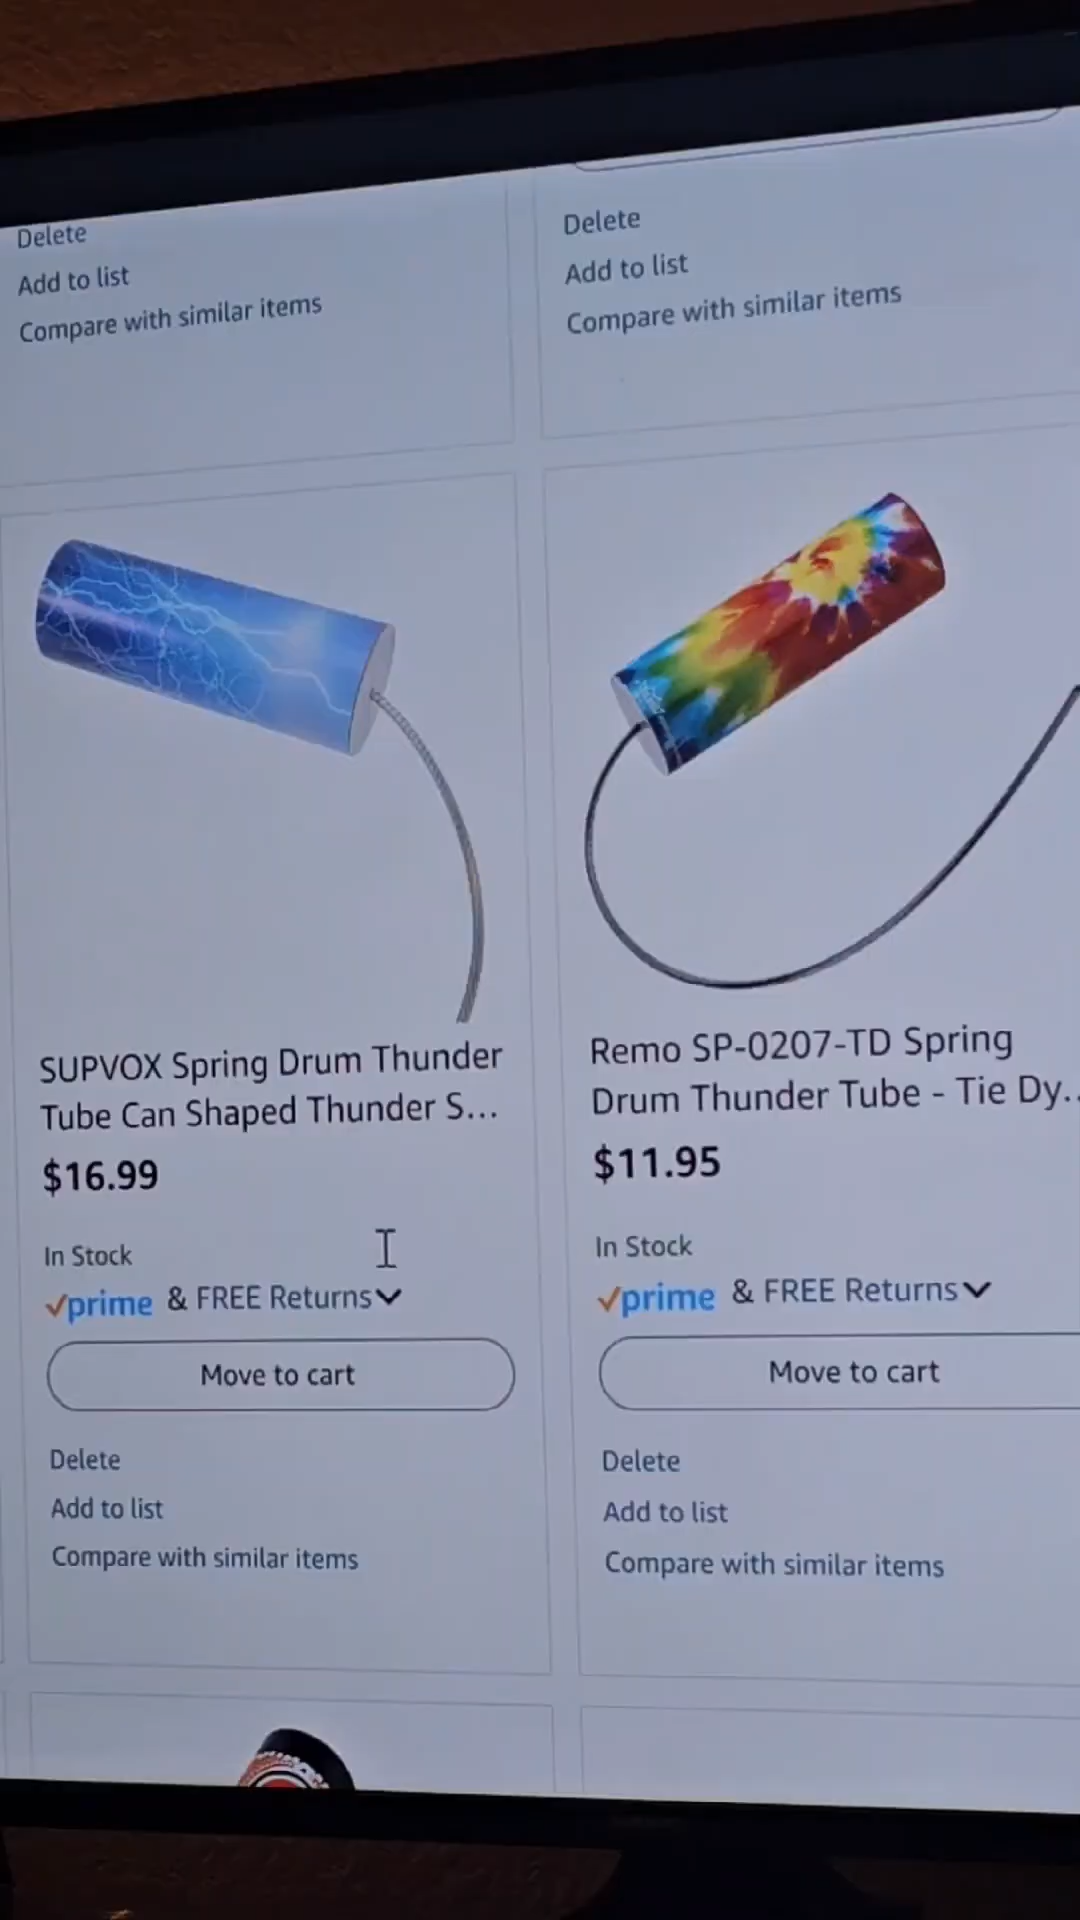 Delete
Add to list
Compare with similar items
Delete
Add to list
Compare with similar items
SUPVOX Spring Drum Thunder
Tube Can Shaped Thunder S...
$16.99
In Stock
prime & FREE Returns
Move to cart
Delete
Add to list
Compare with similar items
Remo SP-0207-TD Spring
Drum Thunder Tube - Tie Dy..
$11.95
In Stock
prime & FREE Returns
Move to cart
Delete
Add to list
Compare with similar items